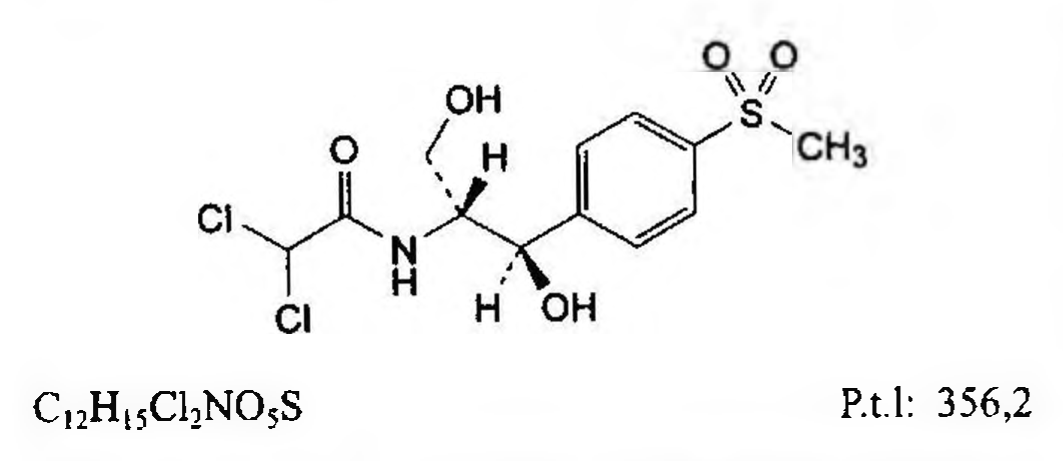 O O
S
OH
CH₃
O
H
Cl
N
H
H
OH
Cl
C₁₂H₁₅Cl₂NO₅S P.t.l: 356,2